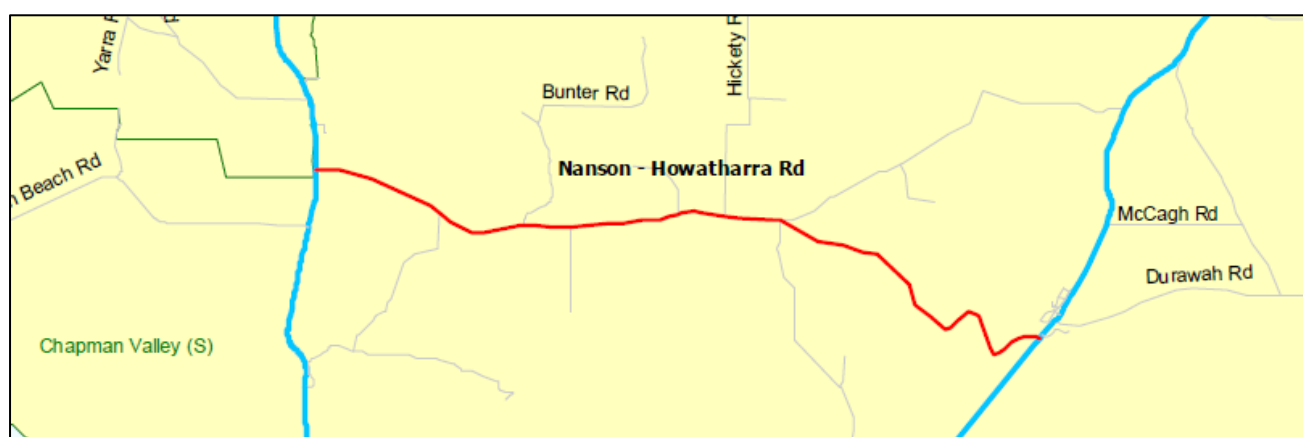 Yarra R
Hickety R
Bunter Rd
Nanson - Howatharra Rd
Beach Rd
McCagh Rd
Durawah Rd
Chapman Valley (S)